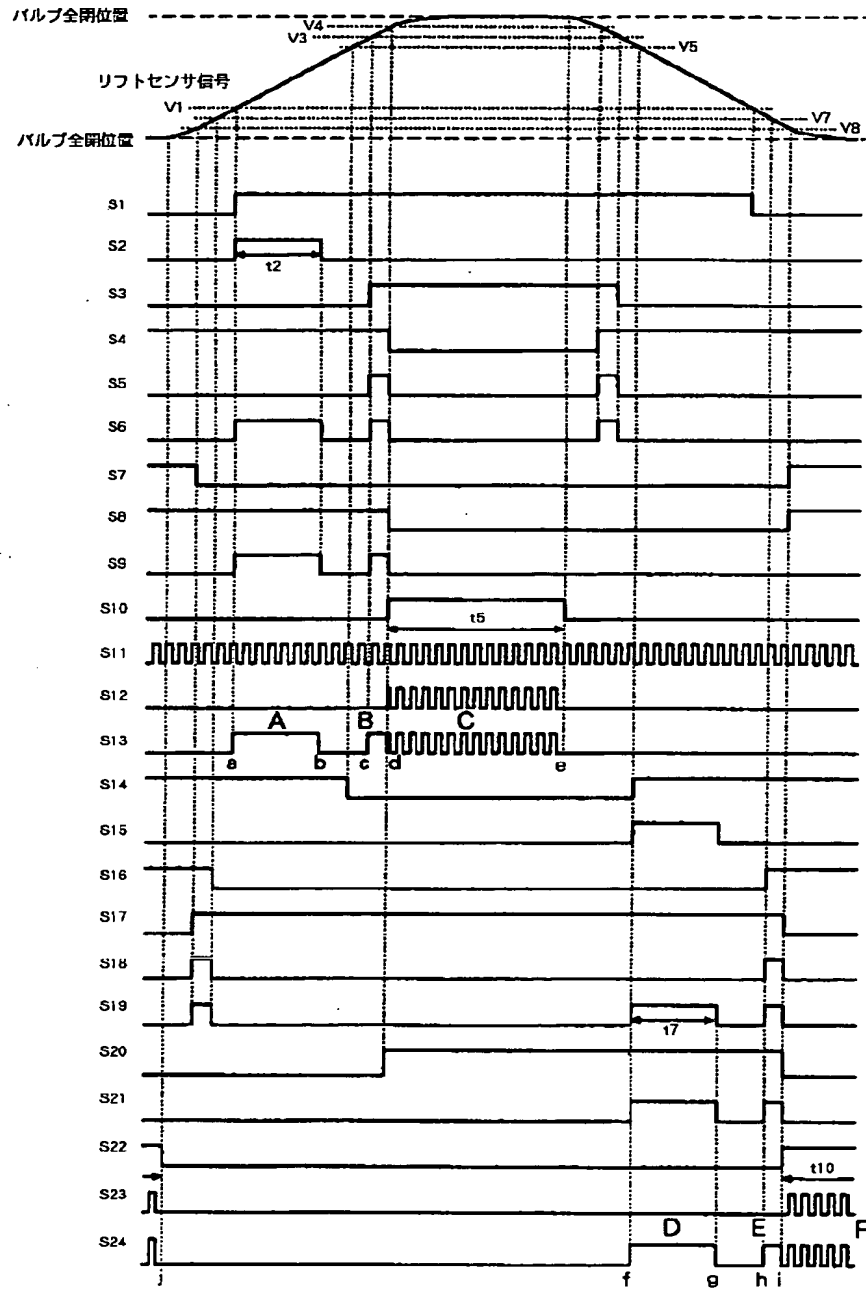 バルブ全閉位置
V4
V3
V5
リフトセンサ信号
V1
V7
V8
バルブ全開位置
S1
S2
t2
S3
S4
S5
S6
S7
S8
S9
S10
t5
S11
S12
A B C
S13
a b c d e
S14
S15
S16
S17
S18
S19
t7
S20
S21
S22
t10
S23
D E F
S24
j f g h i